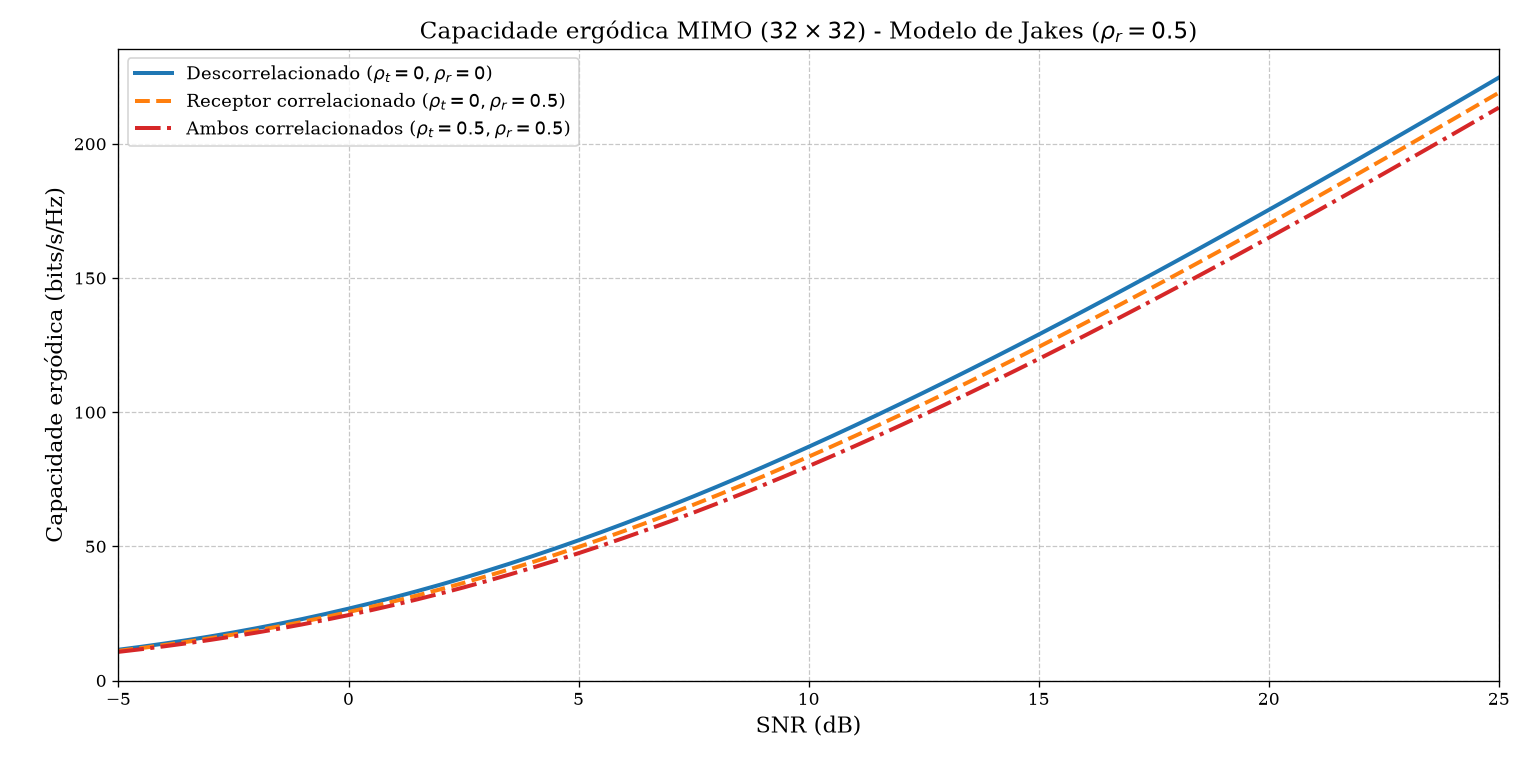 Capacidade ergódica MIMO (32 × 32) - Modelo de Jakes (ρr = 0.5)
Descorrelacionado (ρt = 0, ρr = 0)
Receptor correlacionado (ρt = 0, ρr = 0.5)
Ambos correlacionados (ρt = 0.5, ρr = 0.5)
Capacidade ergódica (bits/s/Hz)
200
150
100
50
0
−5
0
5
10
15
20
25
SNR (dB)